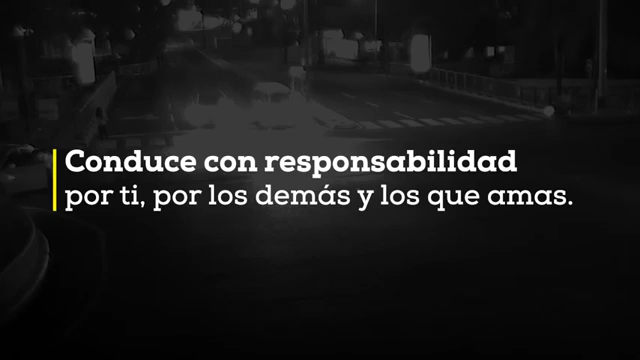 Conduce con responsabilidad
por ti, por los demás y los que amas.